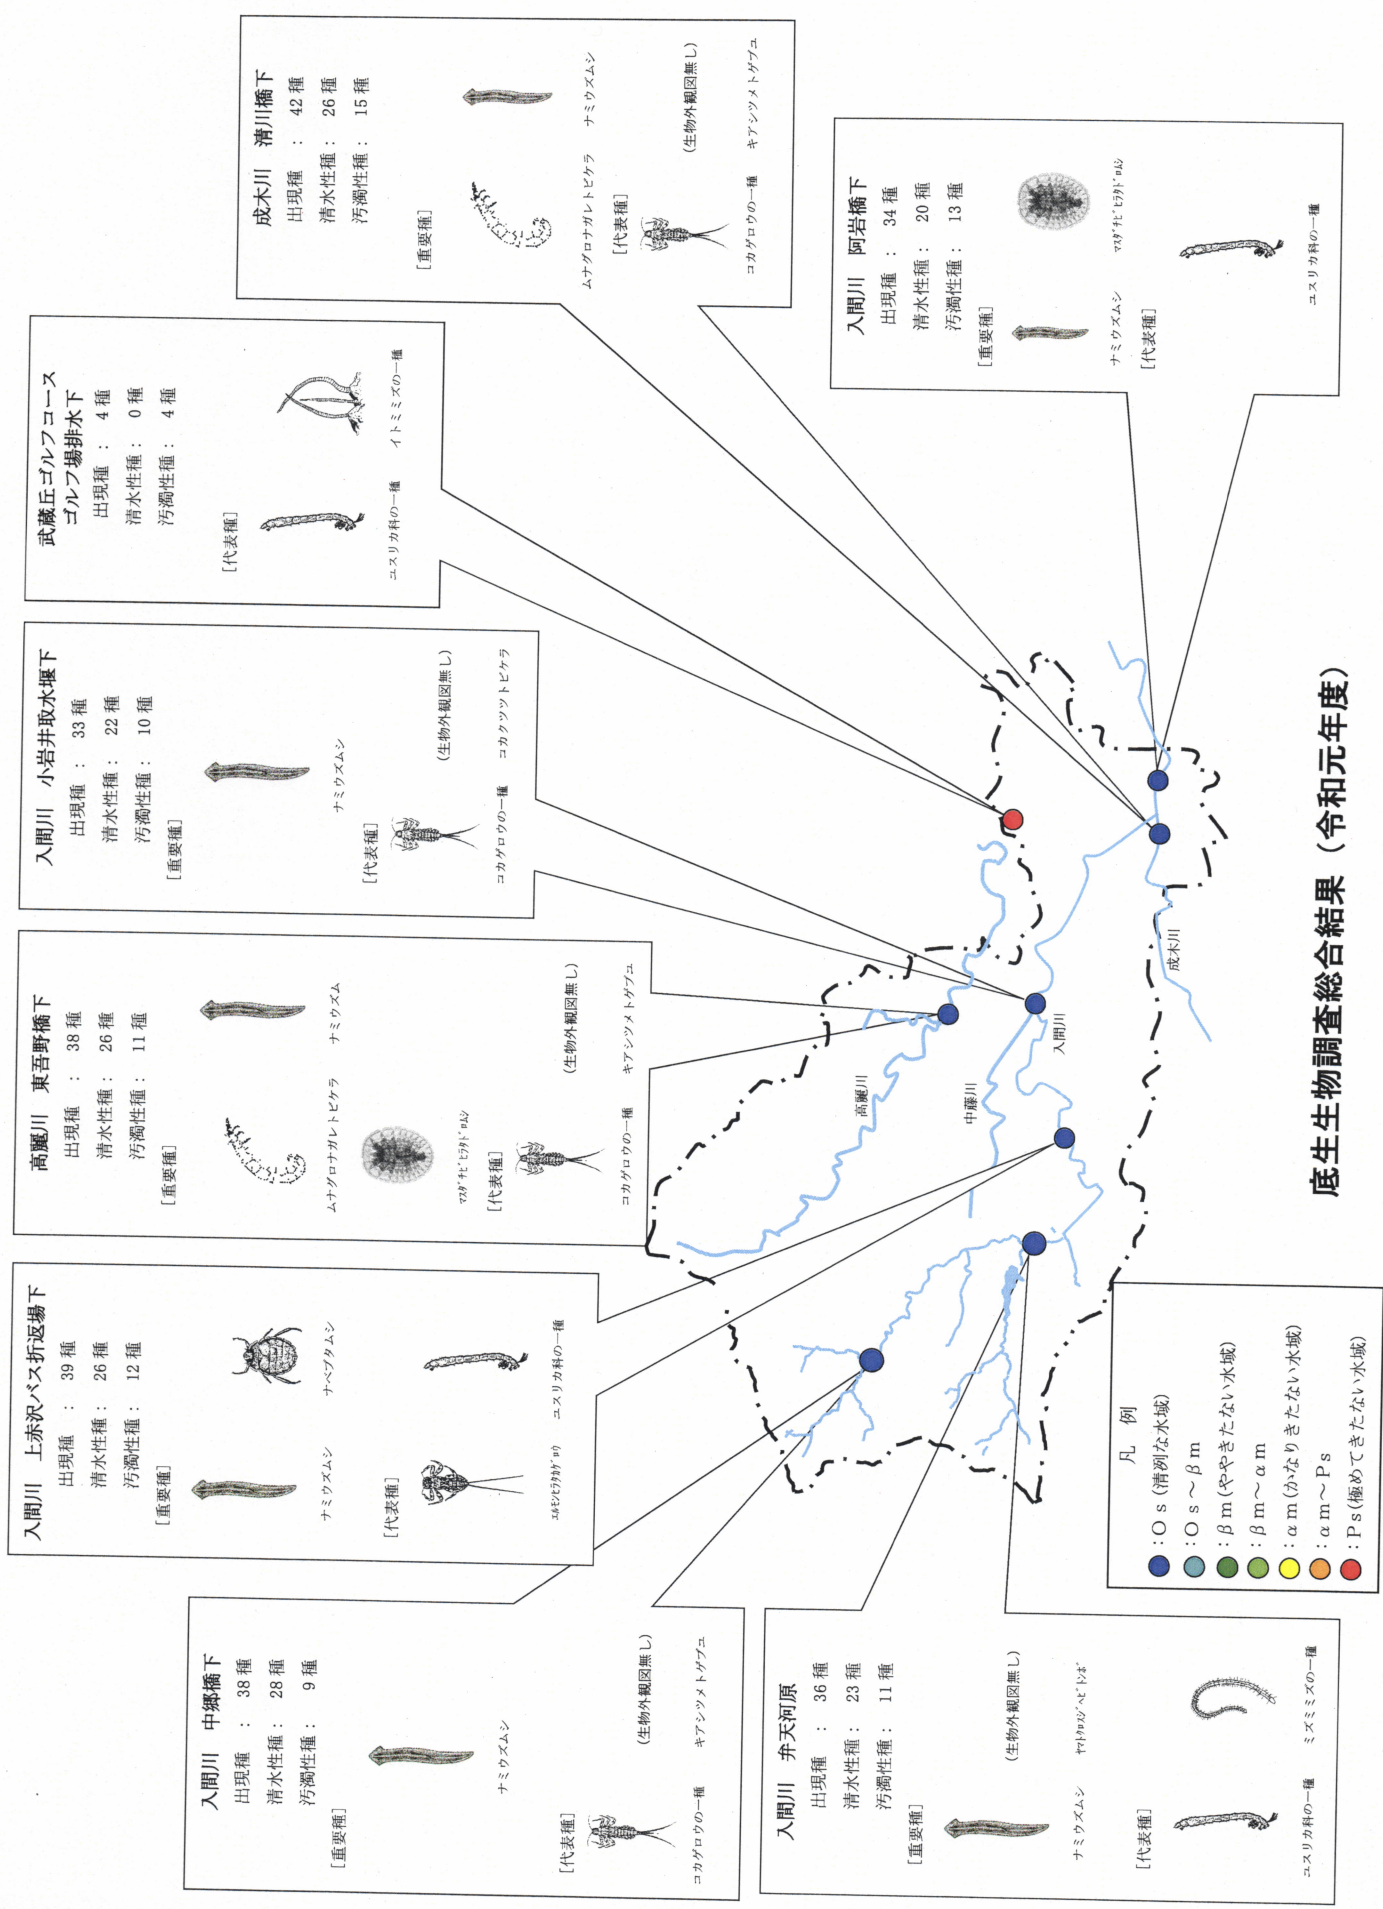 底生生物調査総合結果（令和元年度）
入間川　中郷橋下
出現種　：　38 種
清水性種：　28 種
汚濁性種：　9 種
［重要種］
ナミウズムシ
［代表種］
(生物外観図無し)
コカゲロウの一種　キアシツメトゲブユ
入間川　上赤沢バス折返場下
出現種　：　39 種
清水性種：　26 種
汚濁性種：　12 種
［重要種］
ナミウズムシ　ナベブタムシ
［代表種］
エルモンヒラタカゲロウ　ユスリカ科の一種
高麗川　東吾野橋下
出現種　：　38 種
清水性種：　26 種
汚濁性種：　11 種
［重要種］
ムナグロナガレトビケラ　ナミウズム
マスダチビヒラタドロムシ
［代表種］
(生物外観図無し)
コカゲロウの一種　キアシツメトゲブユ
入間川　小岩井取水堰下
出現種　：　33 種
清水性種：　22 種
汚濁性種：　10 種
［重要種］
ナミウズムシ
［代表種］
(生物外観図無し)
コカゲロウの一種　コカクツツトビケラ
武蔵丘ゴルフコース
ゴルフ場排水下
出現種　：　4 種
清水性種：　0 種
汚濁性種：　4 種
［代表種］
ユスリカ科の一種　イトミミズの一種
成木川　清川橋下
出現種　：　42 種
清水性種：　26 種
汚濁性種：　15 種
［重要種］
ムナグロナガレトビケラ　ナミウズムシ
［代表種］
(生物外観図無し)
コカゲロウの一種　キアシツメトゲブユ
入間川　弁天河原
出現種　：　36 種
清水性種：　23 種
汚濁性種：　11 種
［重要種］
(生物外観図無し)
ナミウズムシ　ヤマトクロスジヘビトンボ
［代表種］
ユスリカ科の一種　ミズミミズの一種
入間川　阿岩橋下
出現種　：　34 種
清水性種：　20 種
汚濁性種：　13 種
［重要種］
ナミウズムシ　マスダチビヒラタドロムシ
［代表種］
ユスリカ科の一種
高麗川
中藤川
入間川
成木川
凡　例
：Ｏｓ(清冽な水域)
：Ｏｓ～βｍ
：βｍ(ややきたない水域)
：βｍ～αｍ
：αｍ(かなりきたない水域)
：αｍ～Ｐｓ
：Ｐｓ(極めてきたない水域)